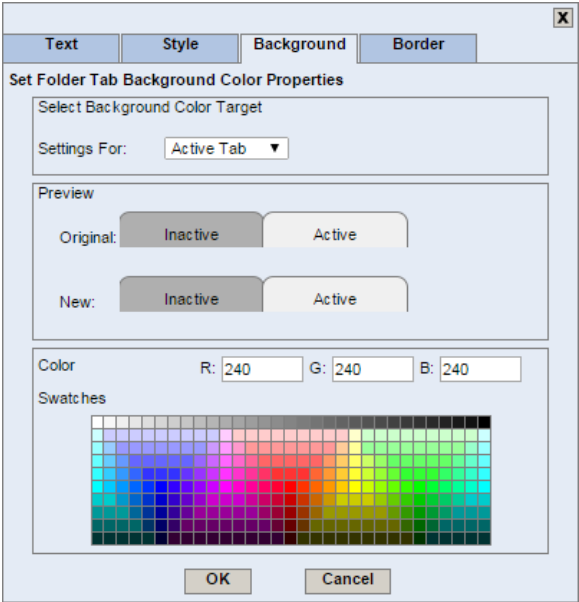 X
Text Style Background Border
Set Folder Tab Background Color Properties
Select Background Color Target
Settings For: Active Tab ▼
Preview
Original: Inactive Active
New: Inactive Active
Color R: 240 G: 240 B: 240
Swatches
OK Cancel